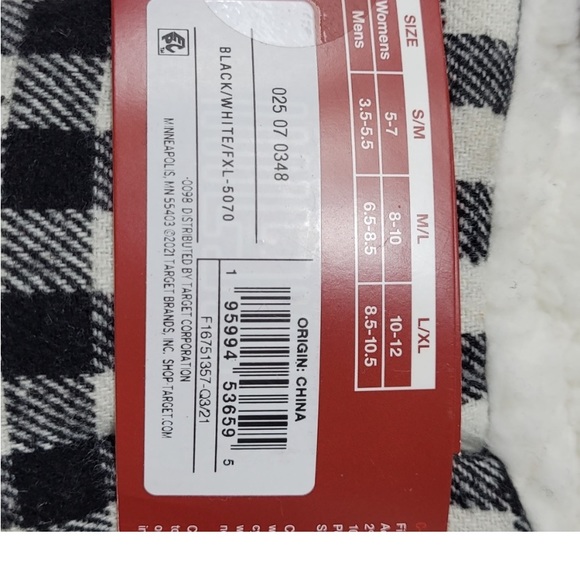 SIZE S/M M/L L/XL
Womens 5-7 8-10 10-12
Mens 3.5-5.5 6.5-8.5 8.5-10.5
ORIGIN: CHINA
025 07 0348
1 95994 53659 5
BLACK/WHITE/FXL-5070
F16751357-Q3/21
-009B DISTRIBUTED BY TARGET CORPORATION
MINNEAPOLIS, MN 55403 ©2021 TARGET BRANDS, INC. SHOP TARGET.COM